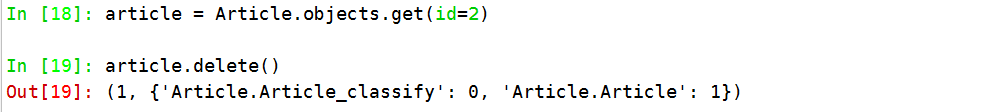 In [18]: article = Article.objects.get(id=2)
In [19]: article.delete()
Out[19]: (1, {'Article.Article_classify': 0, 'Article.Article': 1})